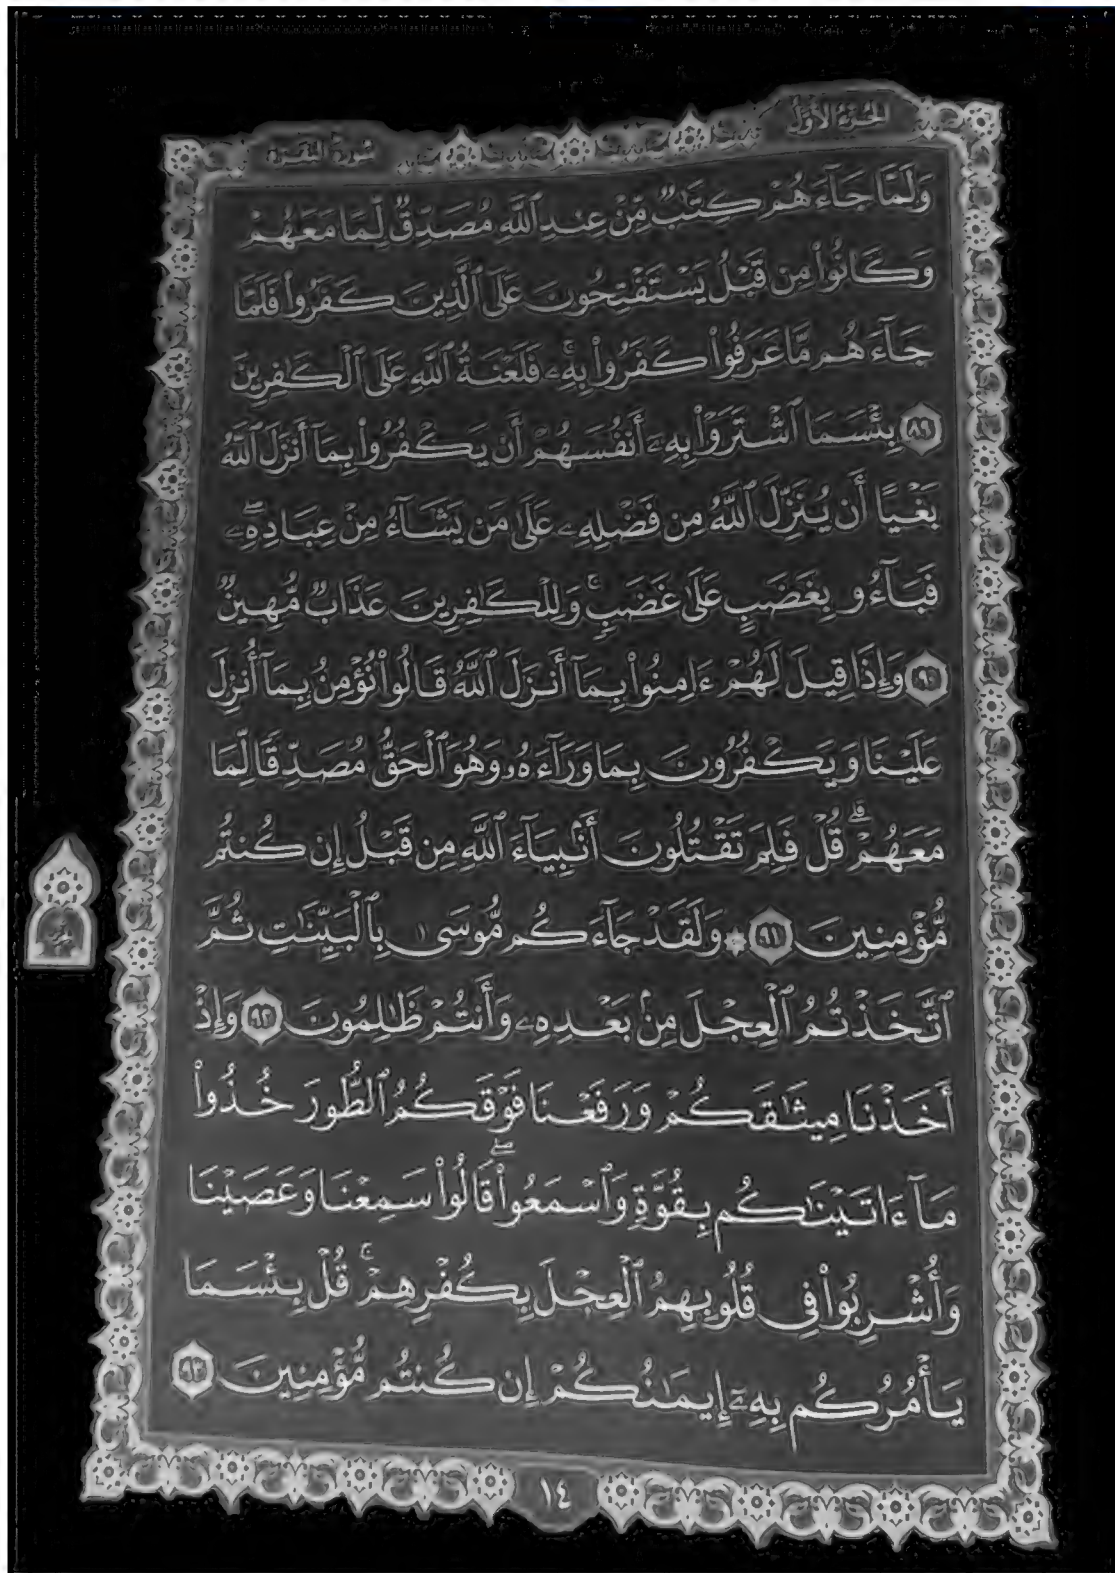 الجزء الأول
سورة البقرة
وَلَمَّا جَآءَهُمْ كِتَٰبٌ مِّنْ عِندِ ٱللَّهِ مُصَدِّقٌ لِّمَا مَعَهُمْ
وَكَانُوا۟ مِن قَبْلُ يَسْتَفْتِحُونَ عَلَى ٱلَّذِينَ كَفَرُوا۟ فَلَمَّا
جَآءَهُم مَّا عَرَفُوا۟ كَفَرُوا۟ بِهِۦۚ فَلَعْنَةُ ٱللَّهِ عَلَى ٱلْكَٰفِرِينَ
٨٩ بِئْسَمَا ٱشْتَرَوْا۟ بِهِۦٓ أَنفُسَهُمْ أَن يَكْفُرُوا۟ بِمَآ أَنزَلَ ٱللَّهُ
بَغْيًا أَن يُنَزِّلَ ٱللَّهُ مِن فَضْلِهِۦ عَلَىٰ مَن يَشَآءُ مِنْ عِبَادِهِۦۖ
فَبَآءُو بِغَضَبٍ عَلَىٰ غَضَبٍۚ وَلِلْكَٰفِرِينَ عَذَابٌ مُّهِينٌ
٩٠ وَإِذَا قِيلَ لَهُمْ ءَامِنُوا۟ بِمَآ أَنزَلَ ٱللَّهُ قَالُوا۟ نُؤْمِنُ بِمَآ أُنزِلَ
عَلَيْنَا وَيَكْفُرُونَ بِمَا وَرَآءَهُۥ وَهُوَ ٱلْحَقُّ مُصَدِّقًا لِّمَا
مَعَهُمْۗ قُلْ فَلِمَ تَقْتُلُونَ أَنۢبِيَآءَ ٱللَّهِ مِن قَبْلُ إِن كُنتُم
مُّؤْمِنِينَ ٩١ ۞ وَلَقَدْ جَآءَكُم مُّوسَىٰ بِٱلْبَيِّنَٰتِ ثُمَّ
ٱتَّخَذْتُمُ ٱلْعِجْلَ مِنۢ بَعْدِهِۦ وَأَنتُمْ ظَٰلِمُونَ ٩٢ وَإِذْ
أَخَذْنَا مِيثَٰقَكُمْ وَرَفَعْنَا فَوْقَكُمُ ٱلطُّورَ خُذُوا۟
مَآ ءَاتَيْنَٰكُم بِقُوَّةٍ وَٱسْمَعُوا۟ۖ قَالُوا۟ سَمِعْنَا وَعَصَيْنَا
وَأُشْرِبُوا۟ فِى قُلُوبِهِمُ ٱلْعِجْلَ بِكُفْرِهِمْۚ قُلْ بِئْسَمَا
يَأْمُرُكُم بِهِۦٓ إِيمَٰنُكُمْ إِن كُنتُم مُّؤْمِنِينَ ٩٣
١٤